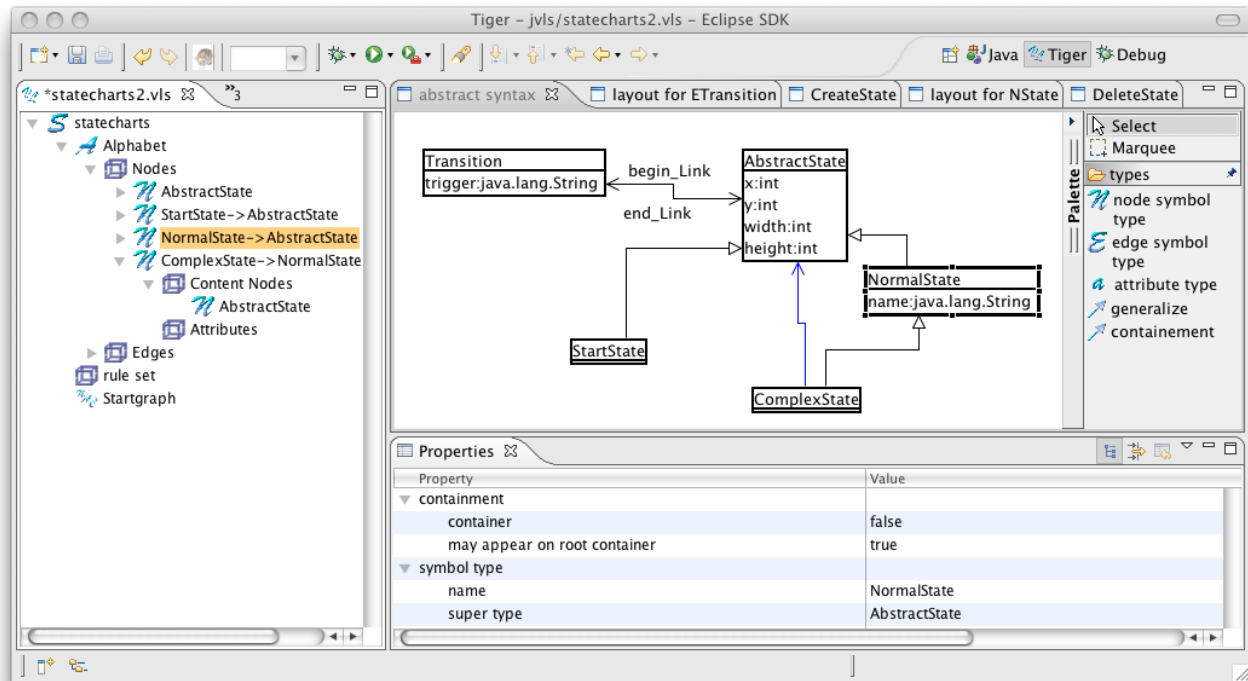 Tiger – jvls/statecharts2.vls – Eclipse SDK
Java Tiger Debug
*statecharts2.vls »3
abstract syntax layout for ETransition CreateState layout for NState DeleteState
statecharts
Alphabet
Nodes
AbstractState
StartState->AbstractState
NormalState->AbstractState
ComplexState->NormalState
Content Nodes
AbstractState
Attributes
Edges
rule set
Startgraph
Transition
trigger:java.lang.String
begin_Link
end_Link
AbstractState
x:int
y:int
width:int
height:int
NormalState
name:java.lang.String
StartState
ComplexState
Palette
Select
Marquee
types
node symbol
type
edge symbol
type
attribute type
generalize
containement
Properties
Property Value
containment
container false
may appear on root container true
symbol type
name NormalState
super type AbstractState